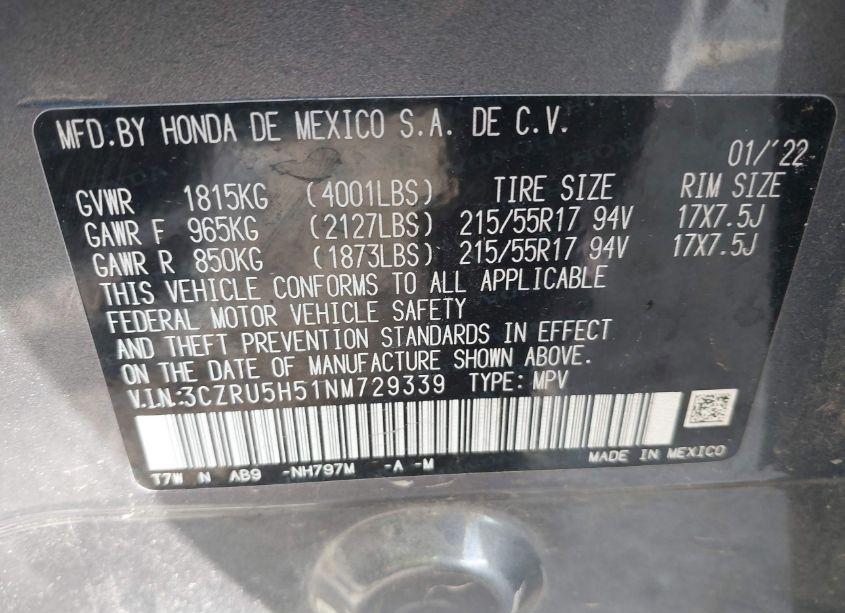 MFD.BY HONDA DE MEXICO S.A. DE C.V.
01/'22
GVWR 1815KG (4001LBS) TIRE SIZE RIM SIZE
GAWR F 965KG (2127LBS) 215/55R17 94V 17X7.5J
GAWR R 850KG (1873LBS) 215/55R17 94V 17X7.5J
THIS VEHICLE CONFORMS TO ALL APPLICABLE
FEDERAL MOTOR VEHICLE SAFETY
AND THEFT PREVENTION STANDARDS IN EFFECT
ON THE DATE OF MANUFACTURE SHOWN ABOVE.
V.I.N.:3CZRU5H51NM729339 TYPE: MPV
T7W N AB9 -NH797M -A -M MADE IN MEXICO